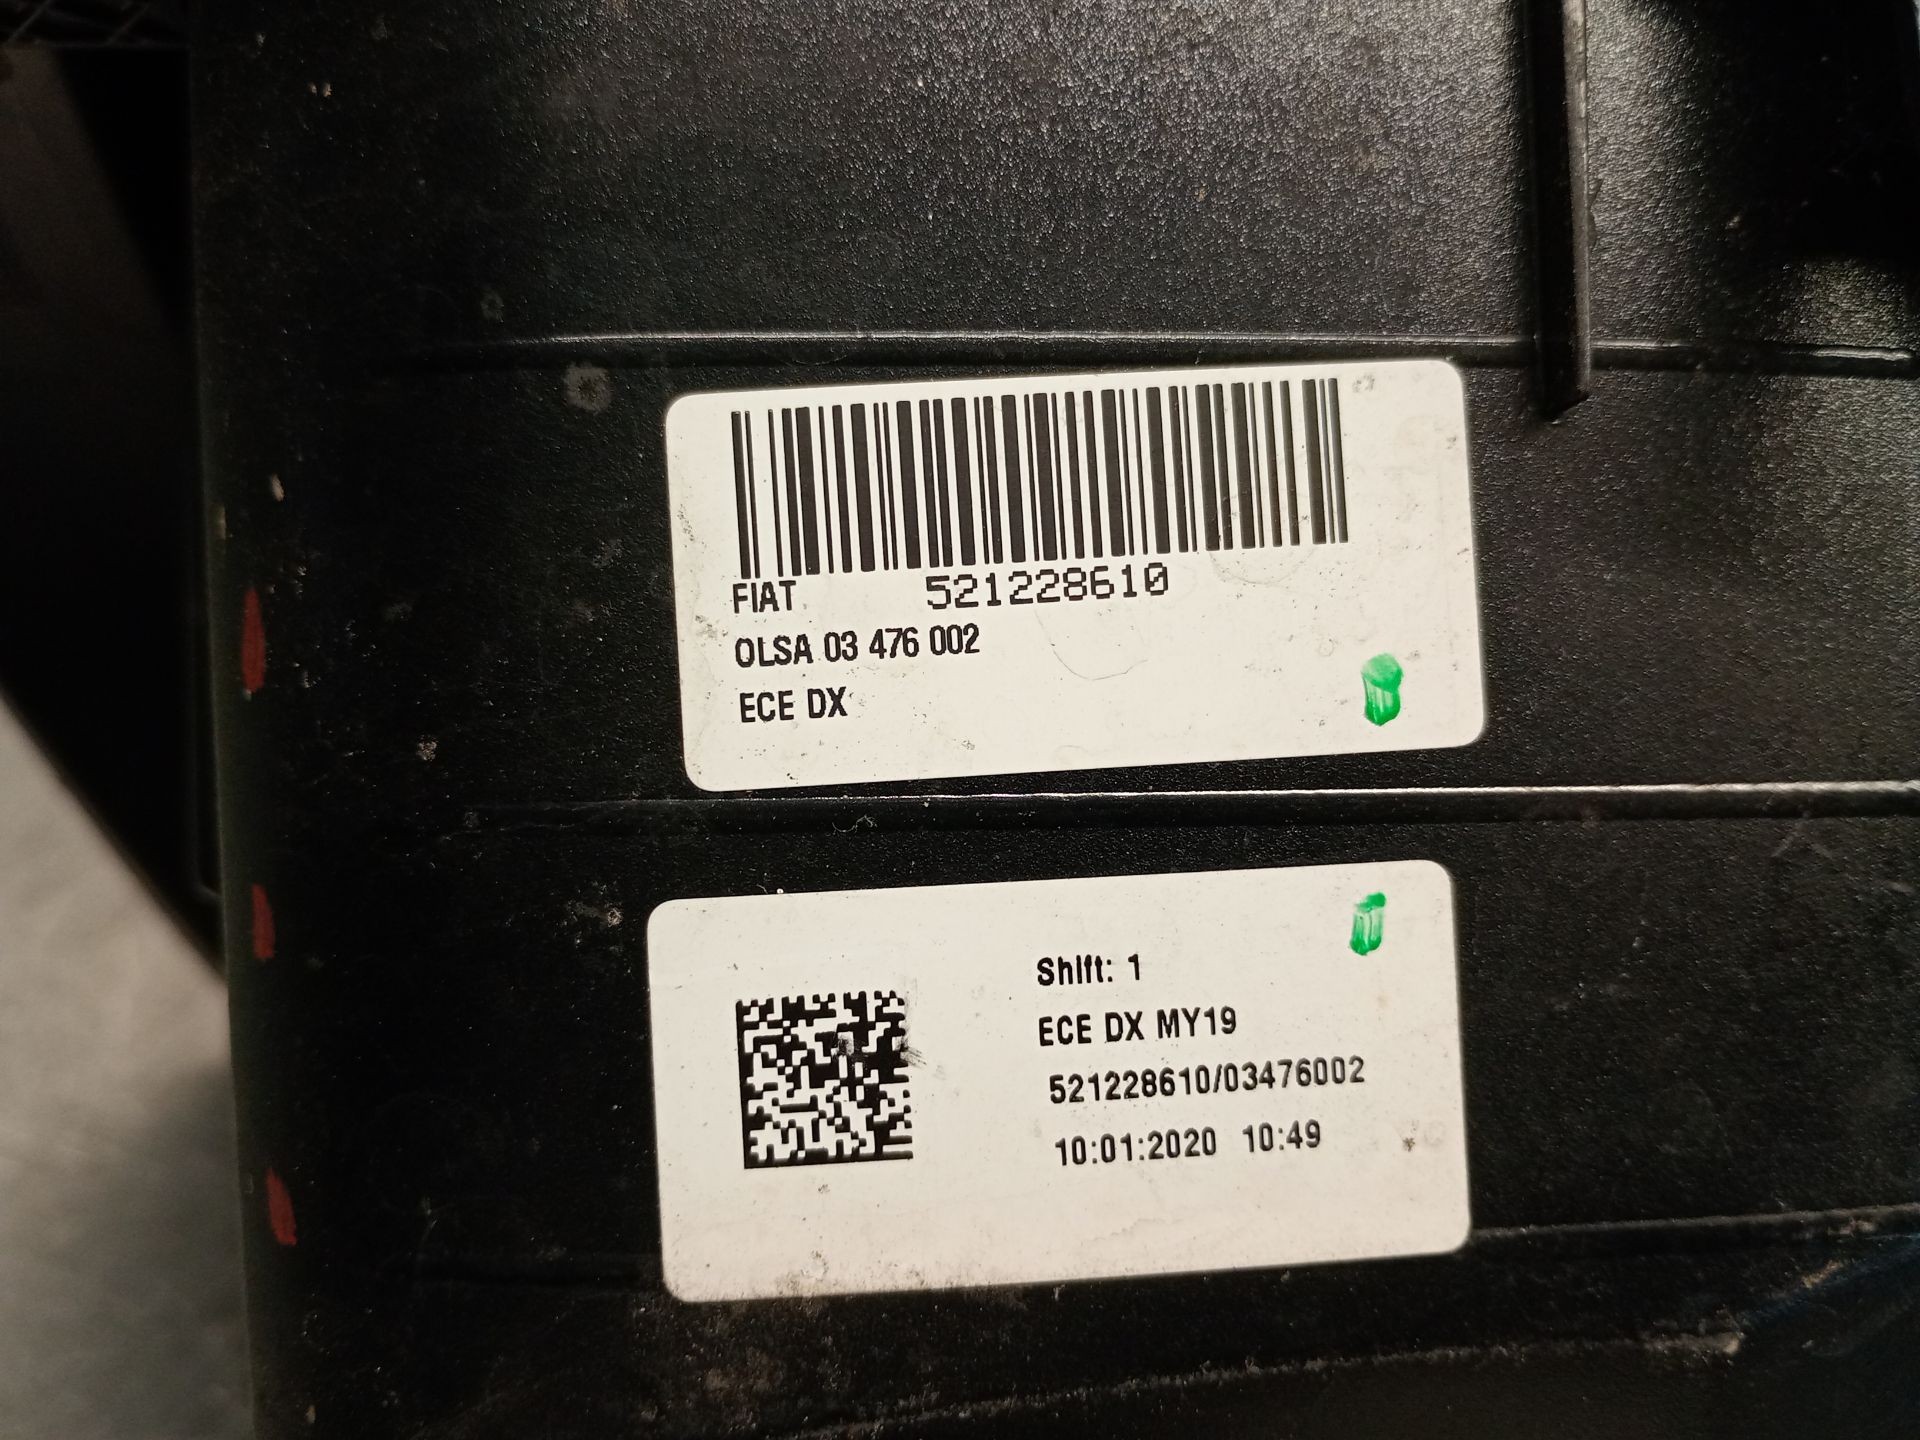 FIAT 521228610
OLSA 03 476 002
ECE DX
Shift: 1
ECE DX MY19
521228610/03476002
10:01:2020 10:49